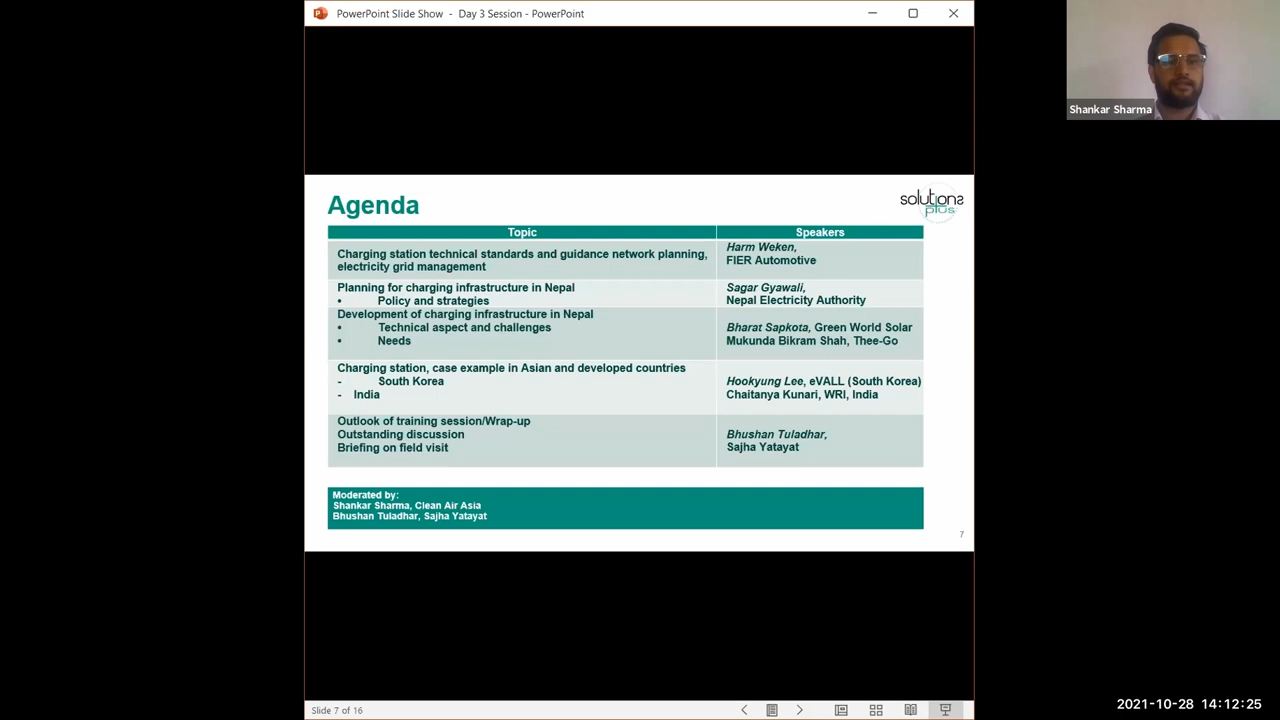 PowerPoint Slide Show - Day 3 Session - PowerPoint
Shankar Sharma
Agenda
solutions
plus
Topic
Speakers
Charging station technical standards and guidance network planning,
electricity grid management
Harm Weken,
FIER Automotive
Planning for charging infrastructure in Nepal
• Policy and strategies
Sagar Gyawali,
Nepal Electricity Authority
Development of charging infrastructure in Nepal
• Technical aspect and challenges
• Needs
Bharat Sapkota, Green World Solar
Mukunda Bikram Shah, Thee-Go
Charging station, case example in Asian and developed countries
- South Korea
- India
Hookyung Lee, eVALL (South Korea)
Chaitanya Kunari, WRI, India
Outlook of training session/Wrap-up
Outstanding discussion
Briefing on field visit
Bhushan Tuladhar,
Sajha Yatayat
Moderated by:
Shankar Sharma, Clean Air Asia
Bhushan Tuladhar, Sajha Yatayat
7
Slide 7 of 16
2021-10-28 14:12:25